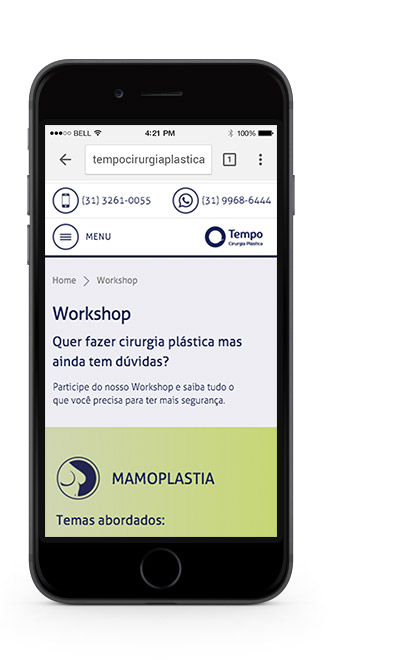 BELL 4:21 PM 100%
tempocirurgiaplastica 1
(31) 3261-0055 (31) 9968-6444
MENU Tempo
Cirurgia Plástica
Home Workshop
Workshop
Quer fazer cirurgia plástica mas
ainda tem dúvidas?
Participe do nosso Workshop e saiba tudo o
que você precisa para ter mais segurança.
MAMOPLASTIA
Temas abordados: